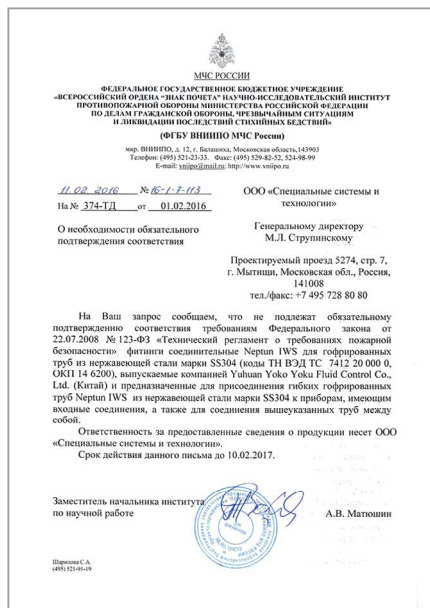 МЧС РОССИИ
ФЕДЕРАЛЬНОЕ ГОСУДАРСТВЕННОЕ БЮДЖЕТНОЕ УЧРЕЖДЕНИЕ
«ВСЕРОССИЙСКИЙ ОРДЕНА "ЗНАК ПОЧЕТА" НАУЧНО-ИССЛЕДОВАТЕЛЬСКИЙ ИНСТИТУТ
ПРОТИВОПОЖАРНОЙ ОБОРОНЫ МИНИСТЕРСТВА РОССИЙСКОЙ ФЕДЕРАЦИИ
ПО ДЕЛАМ ГРАЖДАНСКОЙ ОБОРОНЫ, ЧРЕЗВЫЧАЙНЫМ СИТУАЦИЯМ
И ЛИКВИДАЦИИ ПОСЛЕДСТВИЙ СТИХИЙНЫХ БЕДСТВИЙ»
(ФГБУ ВНИИПО МЧС России)
мкр. ВНИИПО, д. 12, г. Балашиха, Московская область,143903
Телефон: (495) 521-23-33. Факс: (495) 529-82-52, 524-98-99
E-mail: vniipo@mail.ru; http://www.vniipo.ru
11.02.2016 № 16-1-7-113
На № 374-ТД от 01.02.2016
О необходимости обязательного
подтверждения соответствия
ООО «Специальные системы и
технологии»
Генеральному директору
М.Л. Струпинскому
Проектируемый проезд 5274, стр. 7,
г. Мытищи, Московская обл., Россия,
141008
тел./факс: +7 495 728 80 80
На Ваш запрос сообщаем, что не подлежат обязательному
подтверждению соответствия требованиям Федерального закона от
22.07.2008 № 123-ФЗ «Технический регламент о требованиях пожарной
безопасности» фитинги соединительные Neptun IWS для гофрированных
труб из нержавеющей стали марки SS304 (коды ТН ВЭД ТС 7412 20 000 0,
ОКП 14 6200), выпускаемые компанией Yuhuan Yoko Yoku Fluid Control Co.,
Ltd. (Китай) и предназначенные для присоединения гибких гофрированных
труб Neptun IWS из нержавеющей стали марки SS304 к приборам, имеющим
входные соединения, а также для соединения вышеуказанных труб между
собой.
Ответственность за предоставленные сведения о продукции несет ООО
«Специальные системы и технологии».
Срок действия данного письма до 10.02.2017.
Заместитель начальника института
по научной работе
А.В. Матюшин
Шарикова С.А.
(495) 521-91-19